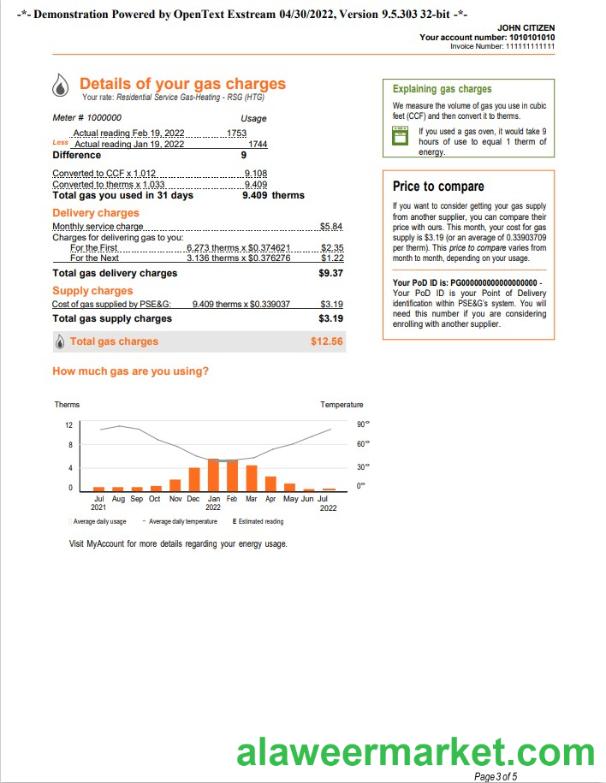 -*- Demonstration Powered by OpenText Exstream 04/30/2022, Version 9.5.303 32-bit -*-
JOHN CITIZEN
Your account number: 1010101010
Invoice Number: 111111111111
Details of your gas charges
Your rate: Residential Service Gas-Heating - RSG (HTG)
Meter # 1000000 Usage
Actual reading Feb 19, 2022 1753
Less Actual reading Jan 19, 2022 1744
Difference 9
Converted to CCF x 1.012 9.108
Converted to therms x 1.033 9.409
Total gas you used in 31 days 9.409 therms
Delivery charges
Monthly service charge $5.84
Charges for delivering gas to you:
For the First 6.273 therms x $0.374621 $2.35
For the Next 3.136 therms x $0.376276 $1.22
Total gas delivery charges $9.37
Supply charges
Cost of gas supplied by PSE&G: 9.409 therms x $0.339037 $3.19
Total gas supply charges $3.19
Total gas charges $12.56
Explaining gas charges
We measure the volume of gas you use in cubic
feet (CCF) and then convert it to therms.
If you used a gas oven, it would take 9
hours of use to equal 1 therm of
energy.
Price to compare
If you want to consider getting your gas supply
from another supplier, you can compare their
price with ours. This month, your cost for gas
supply is $3.19 (or an average of 0.33903709
per therm). This price to compare varies from
month to month, depending on your usage.
Your PoD ID is: PG000000000000000000 -
Your PoD ID is your Point of Delivery
identification within PSE&G's system. You will
need this number if you are considering
enrolling with another supplier.
How much gas are you using?
Therms Temperature
12 90°°
8 60°°
4 30°°
0 0°°
Jul Aug Sep Oct Nov Dec Jan Feb Mar Apr May Jun Jul
2021 2022 2022
Average daily usage - Average daily temperature E Estimated reading
Visit MyAccount for more details regarding your energy usage.
alaweermarket.com
Page 3 of 5